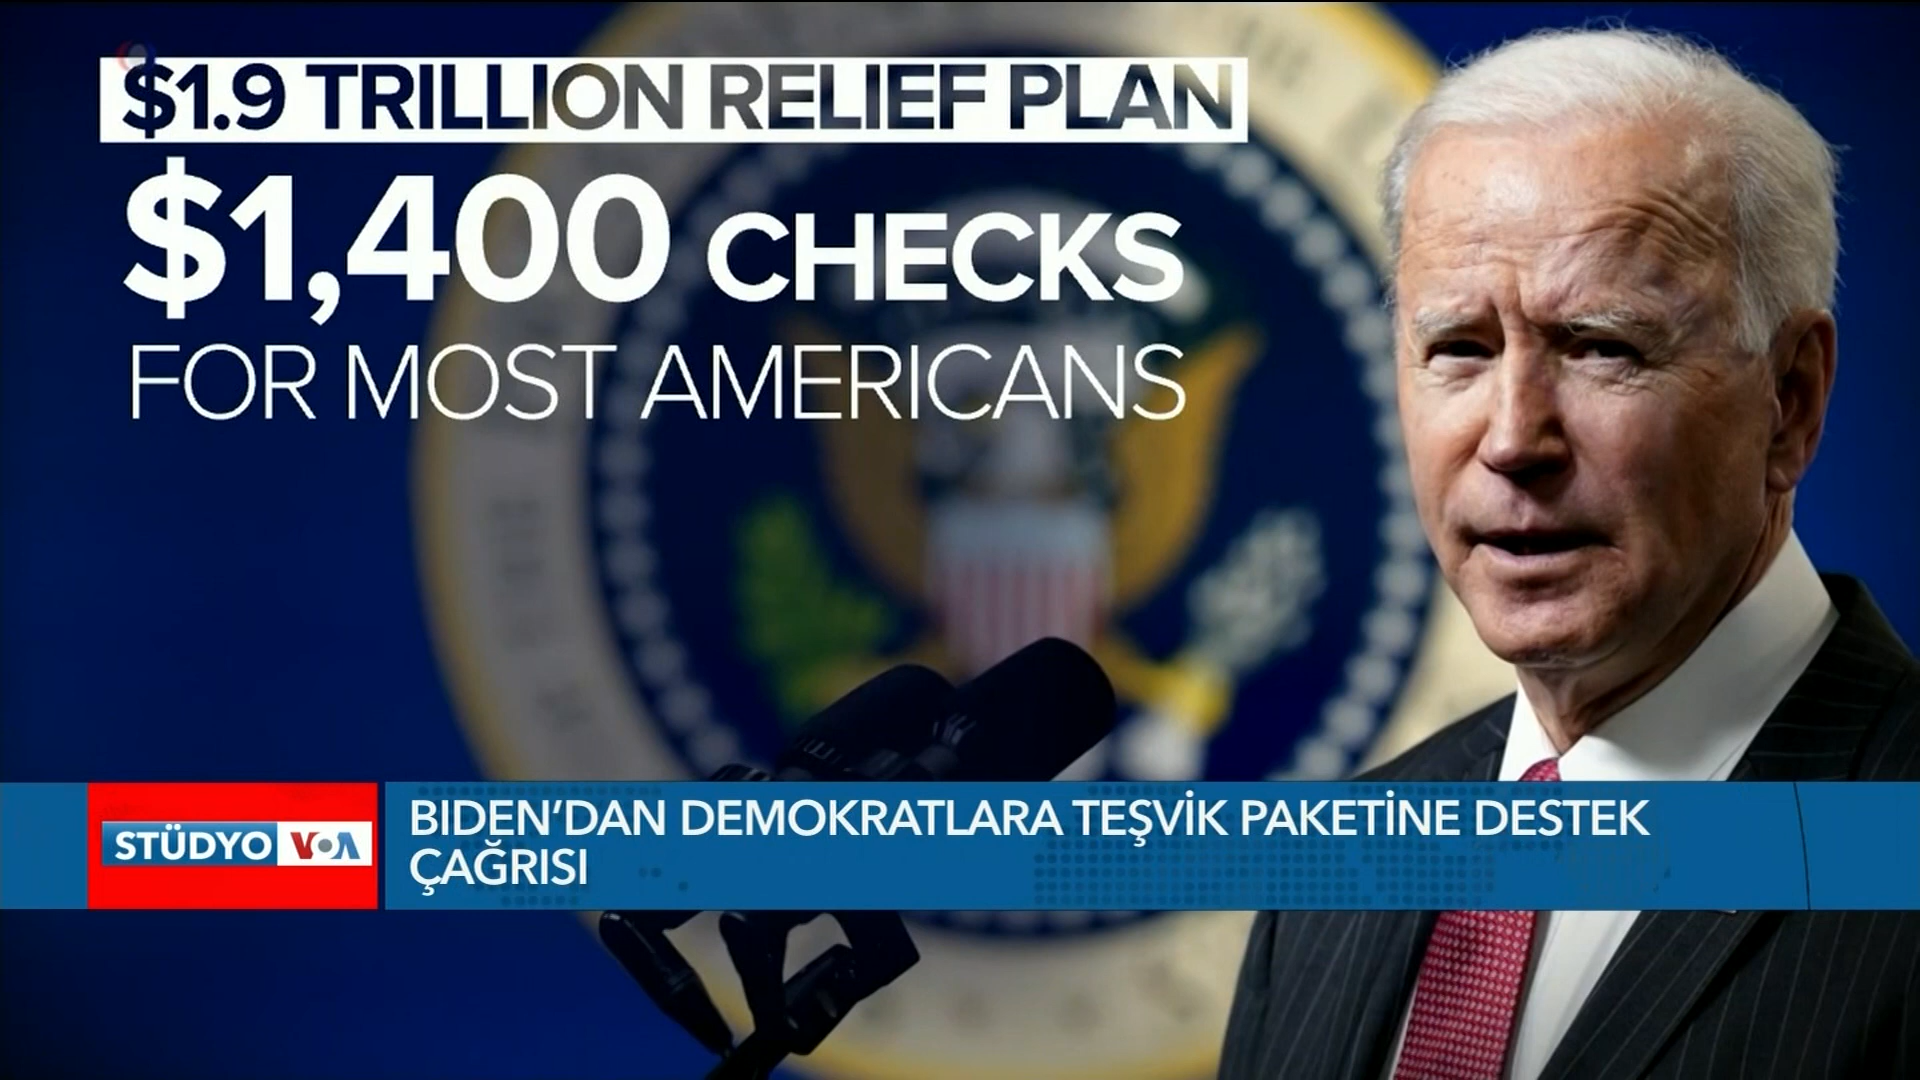 $1.9 TRILLION RELIEF PLAN
$1,400 CHECKS
FOR MOST AMERICANS
STÜDYO VOA
BIDEN’DAN DEMOKRATLARA TEŞVİK PAKETİNE DESTEK
ÇAĞRISI